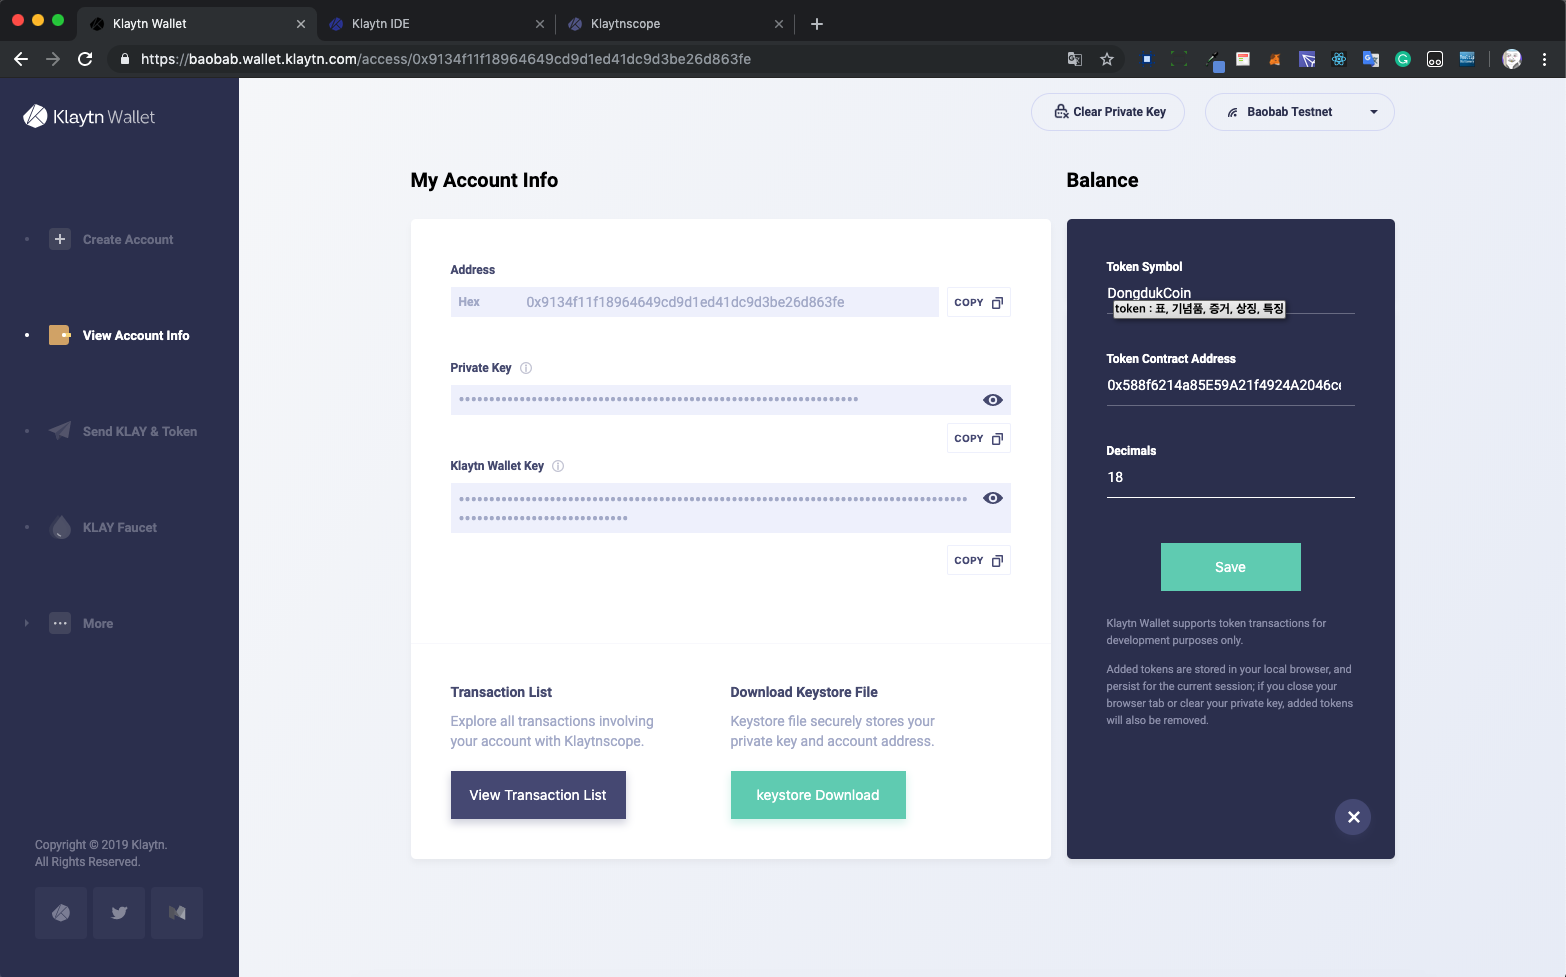 Klaytn Wallet
Klaytn IDE
Klaytnscope
https://baobab.wallet.klaytn.com/access/0x9134f11f18964649cd9d1ed41dc9d3be26d863fe
Klaytn Wallet
Clear Private Key
Baobab Testnet
My Account Info
Balance
Create Account
View Account Info
Send KLAY & Token
KLAY Faucet
More
Address
Hex 0x9134f11f18964649cd9d1ed41dc9d3be26d863fe
COPY
Private Key
COPY
Klaytn Wallet Key
COPY
Transaction List
Explore all transactions involving
your account with Klaytnscope.
View Transaction List
Download Keystore File
Keystore file securely stores your
private key and account address.
keystore Download
Token Symbol
DongdukCoin
token : 표, 기념품, 증거, 상징, 특징
Token Contract Address
0x588f6214a85E59A21f4924A2046c
Decimals
18
Save
Klaytn Wallet supports token transactions for
development purposes only.
Added tokens are stored in your local browser, and
persist for the current session; if you close your
browser tab or clear your private key, added tokens
will also be removed.
Copyright © 2019 Klaytn.
All Rights Reserved.